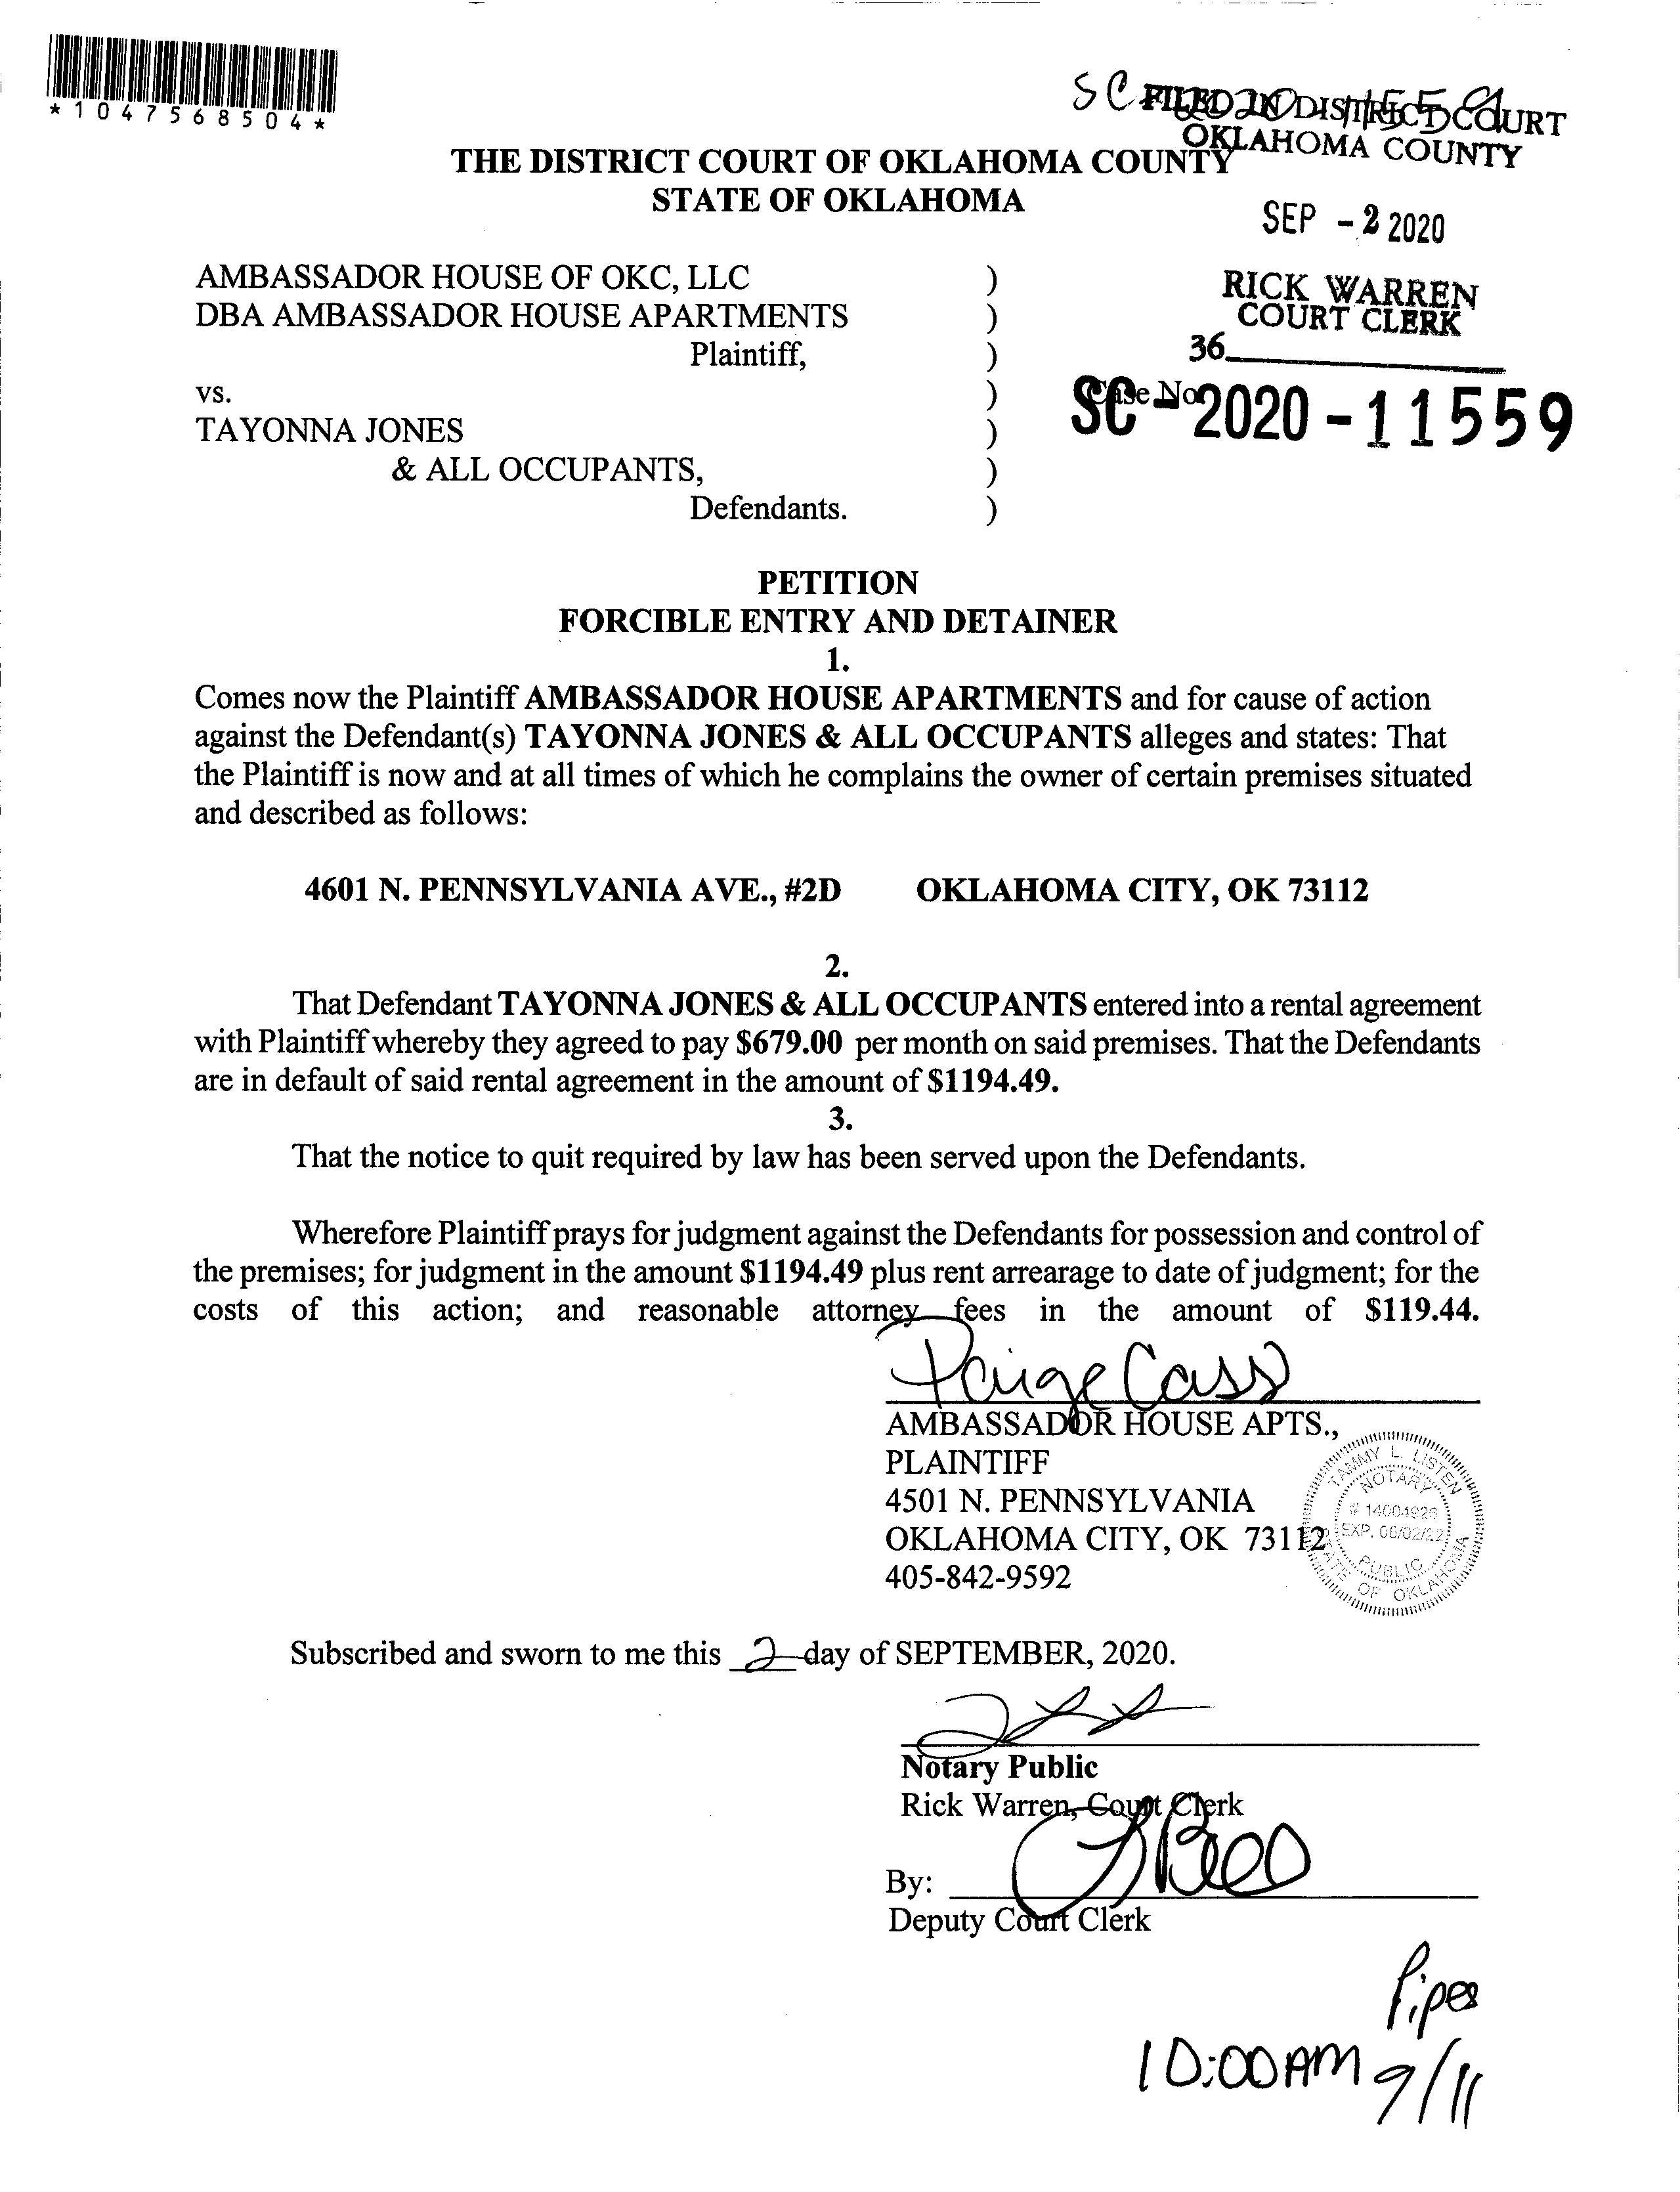 *1047568504*
SC 2020-11559
FILED IN DISTRICT COURT
OKLAHOMA COUNTY
THE DISTRICT COURT OF OKLAHOMA COUNTY
STATE OF OKLAHOMA
SEP - 2 2020
RICK WARREN
COURT CLERK
36
AMBASSADOR HOUSE OF OKC, LLC )
DBA AMBASSADOR HOUSE APARTMENTS )
Plaintiff, )
vs. ) Case No.
SC - 2020 - 11559
TAYONNA JONES )
& ALL OCCUPANTS, )
Defendants. )
PETITION
FORCIBLE ENTRY AND DETAINER
1.
Comes now the Plaintiff AMBASSADOR HOUSE APARTMENTS and for cause of action
against the Defendant(s) TAYONNA JONES & ALL OCCUPANTS alleges and states: That
the Plaintiff is now and at all times of which he complains the owner of certain premises situated
and described as follows:
4601 N. PENNSYLVANIA AVE., #2D OKLAHOMA CITY, OK 73112
2.
That Defendant TAYONNA JONES & ALL OCCUPANTS entered into a rental agreement
with Plaintiff whereby they agreed to pay $679.00 per month on said premises. That the Defendants
are in default of said rental agreement in the amount of $1194.49.
3.
That the notice to quit required by law has been served upon the Defendants.
Wherefore Plaintiff prays for judgment against the Defendants for possession and control of
the premises; for judgment in the amount $1194.49 plus rent arrearage to date of judgment; for the
costs of this action; and reasonable attorney fees in the amount of $119.44.
Paige Cass
AMBASSADOR HOUSE APTS.,
PLAINTIFF
4501 N. PENNSYLVANIA
OKLAHOMA CITY, OK 73112
405-842-9592
TAMMY L. LISTEN
NOTARY
# 14004926
EXP. 06/02/22
PUBLIC
STATE OF OKLAHOMA
Subscribed and sworn to me this 2 day of SEPTEMBER, 2020.
Notary Public
Rick Warren, Court Clerk
By:
Deputy Court Clerk
Pipes
10:00AM 9/11